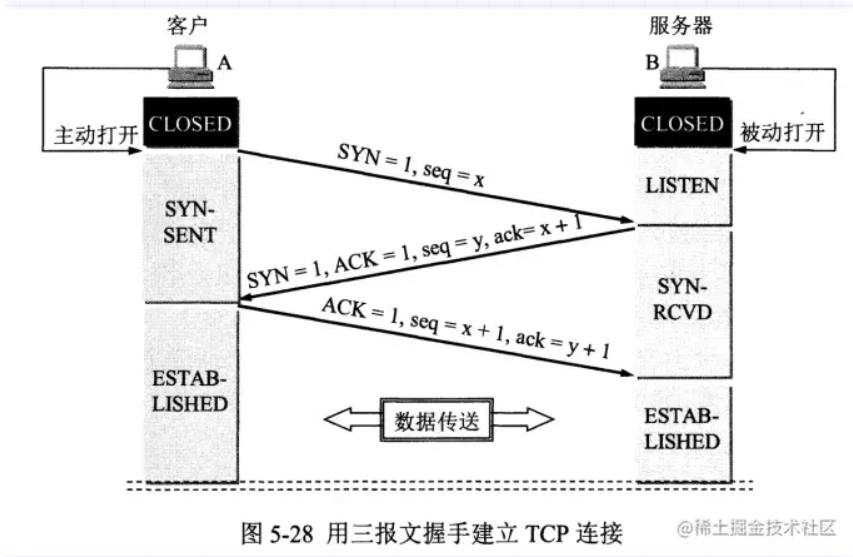 客户
服务器
A
B
CLOSED
CLOSED
主动打开
被动打开
SYN = 1, seq = x
LISTEN
SYN-
SENT
SYN = 1, ACK = 1, seq = y, ack= x + 1
SYN-
RCVD
ACK = 1, seq = x + 1, ack = y + 1
ESTAB-
LISHED
数据传送
ESTAB-
LISHED
图 5-28 用三报文握手建立 TCP 连接
@稀土掘金技术社区